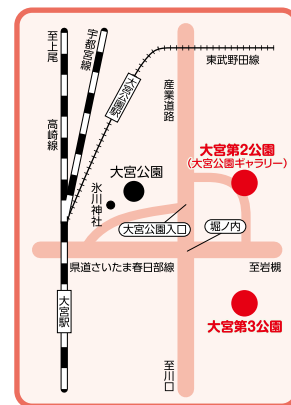 至上尾
宇都宮線
高崎線
大宮公園駅
東武野田線
産業道路
大宮第2公園
(大宮公園ギャラリー)
大宮公園
氷川神社
大宮公園入口
堀ノ内
県道さいたま春日部線
至岩槻
大宮駅
大宮第3公園
至川口